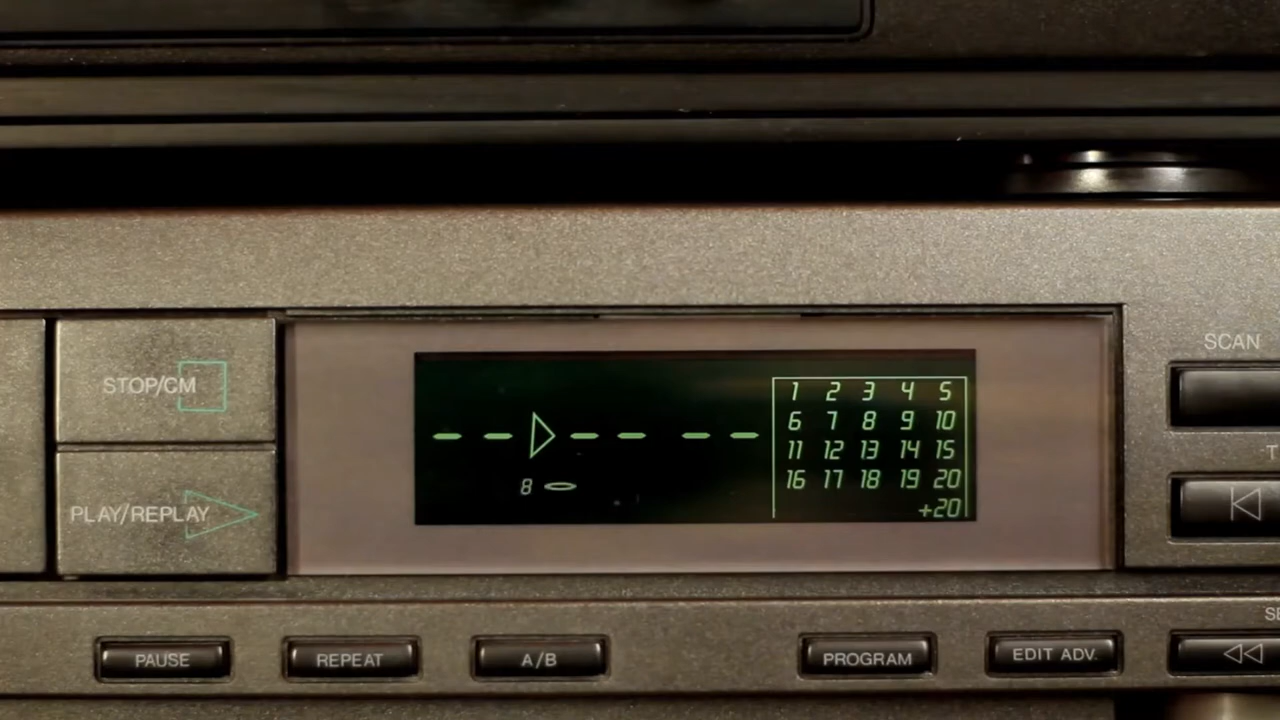 SCAN
STOP/CM
PLAY/REPLAY
-- -- -- -- -- --
8
1 2 3 4 5
6 7 8 9 10
11 12 13 14 15
16 17 18 19 20
+20
PAUSE
REPEAT
A/B
PROGRAM
EDIT ADV.